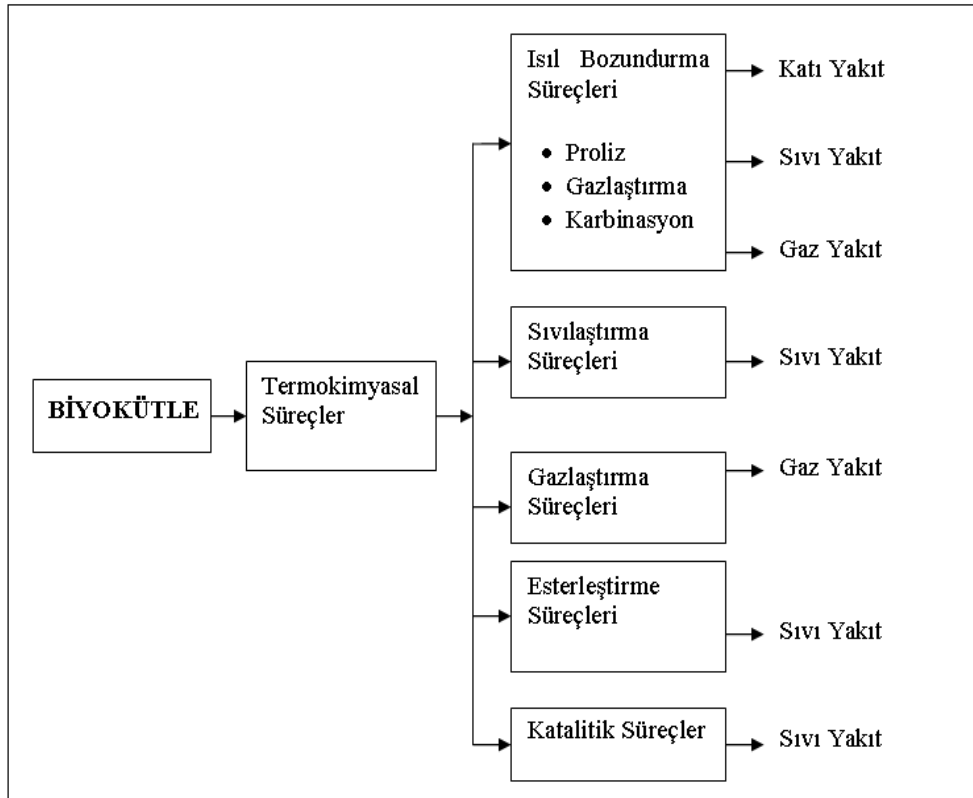 BİYOKÜTLE
Termokimyasal
Süreçler
Isıl Bozundurma
Süreçleri
• Proliz
• Gazlaştırma
• Karbinasyon
Katı Yakıt
Sıvı Yakıt
Gaz Yakıt
Sıvılaştırma
Süreçleri
Sıvı Yakıt
Gazlaştırma
Süreçleri
Gaz Yakıt
Esterleştirme
Süreçleri
Sıvı Yakıt
Katalitik Süreçler
Sıvı Yakıt